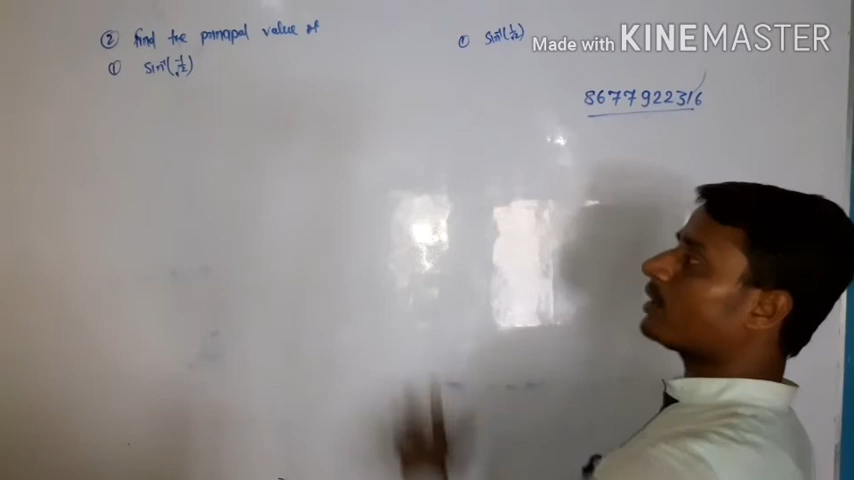 ② find the principal value of
① Sin⁻¹(-1/2)
① Sin⁻¹(1/2)
Made with KINEMASTER
8677922316